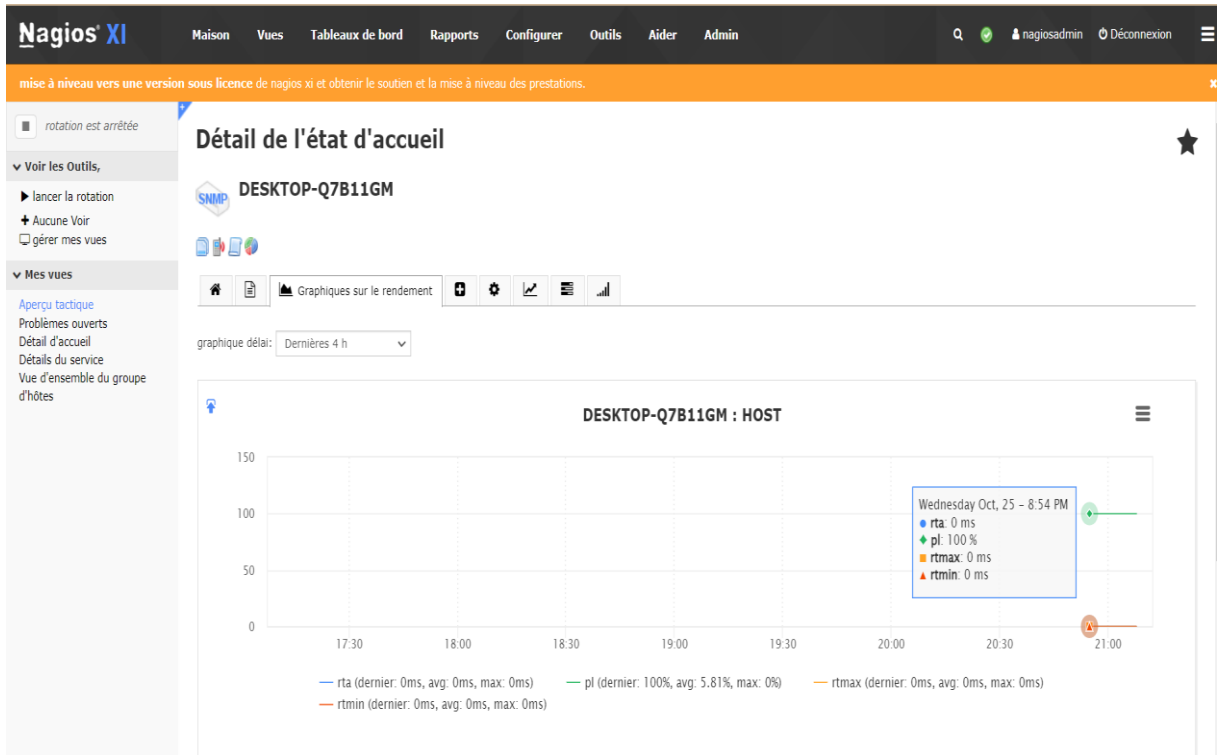 Nagios® XI
Maison Vues Tableaux de bord Rapports Configurer Outils Aider Admin nagiosadmin Déconnexion
mise à niveau vers une version sous licence de nagios xi et obtenir le soutien et la mise à niveau des prestations. x
rotation est arrêtée
Voir les Outils,
lancer la rotation
Aucune Voir
gérer mes vues
Mes vues
Aperçu tactique
Problèmes ouverts
Détail d'accueil
Détails du service
Vue d'ensemble du groupe
d'hôtes
Détail de l'état d'accueil
SNMP
DESKTOP-Q7B11GM
Graphiques sur le rendement
graphique délai: Dernières 4 h
DESKTOP-Q7B11GM : HOST
150
100
50
0
Wednesday Oct, 25 – 8:54 PM
rta: 0 ms
pl: 100 %
rtmax: 0 ms
rtmin: 0 ms
17:30 18:00 18:30 19:00 19:30 20:00 20:30 21:00
rta (dernier: 0ms, avg: 0ms, max: 0ms) pl (dernier: 100%, avg: 5.81%, max: 0%) rtmax (dernier: 0ms, avg: 0ms, max: 0ms)
rtmin (dernier: 0ms, avg: 0ms, max: 0ms)